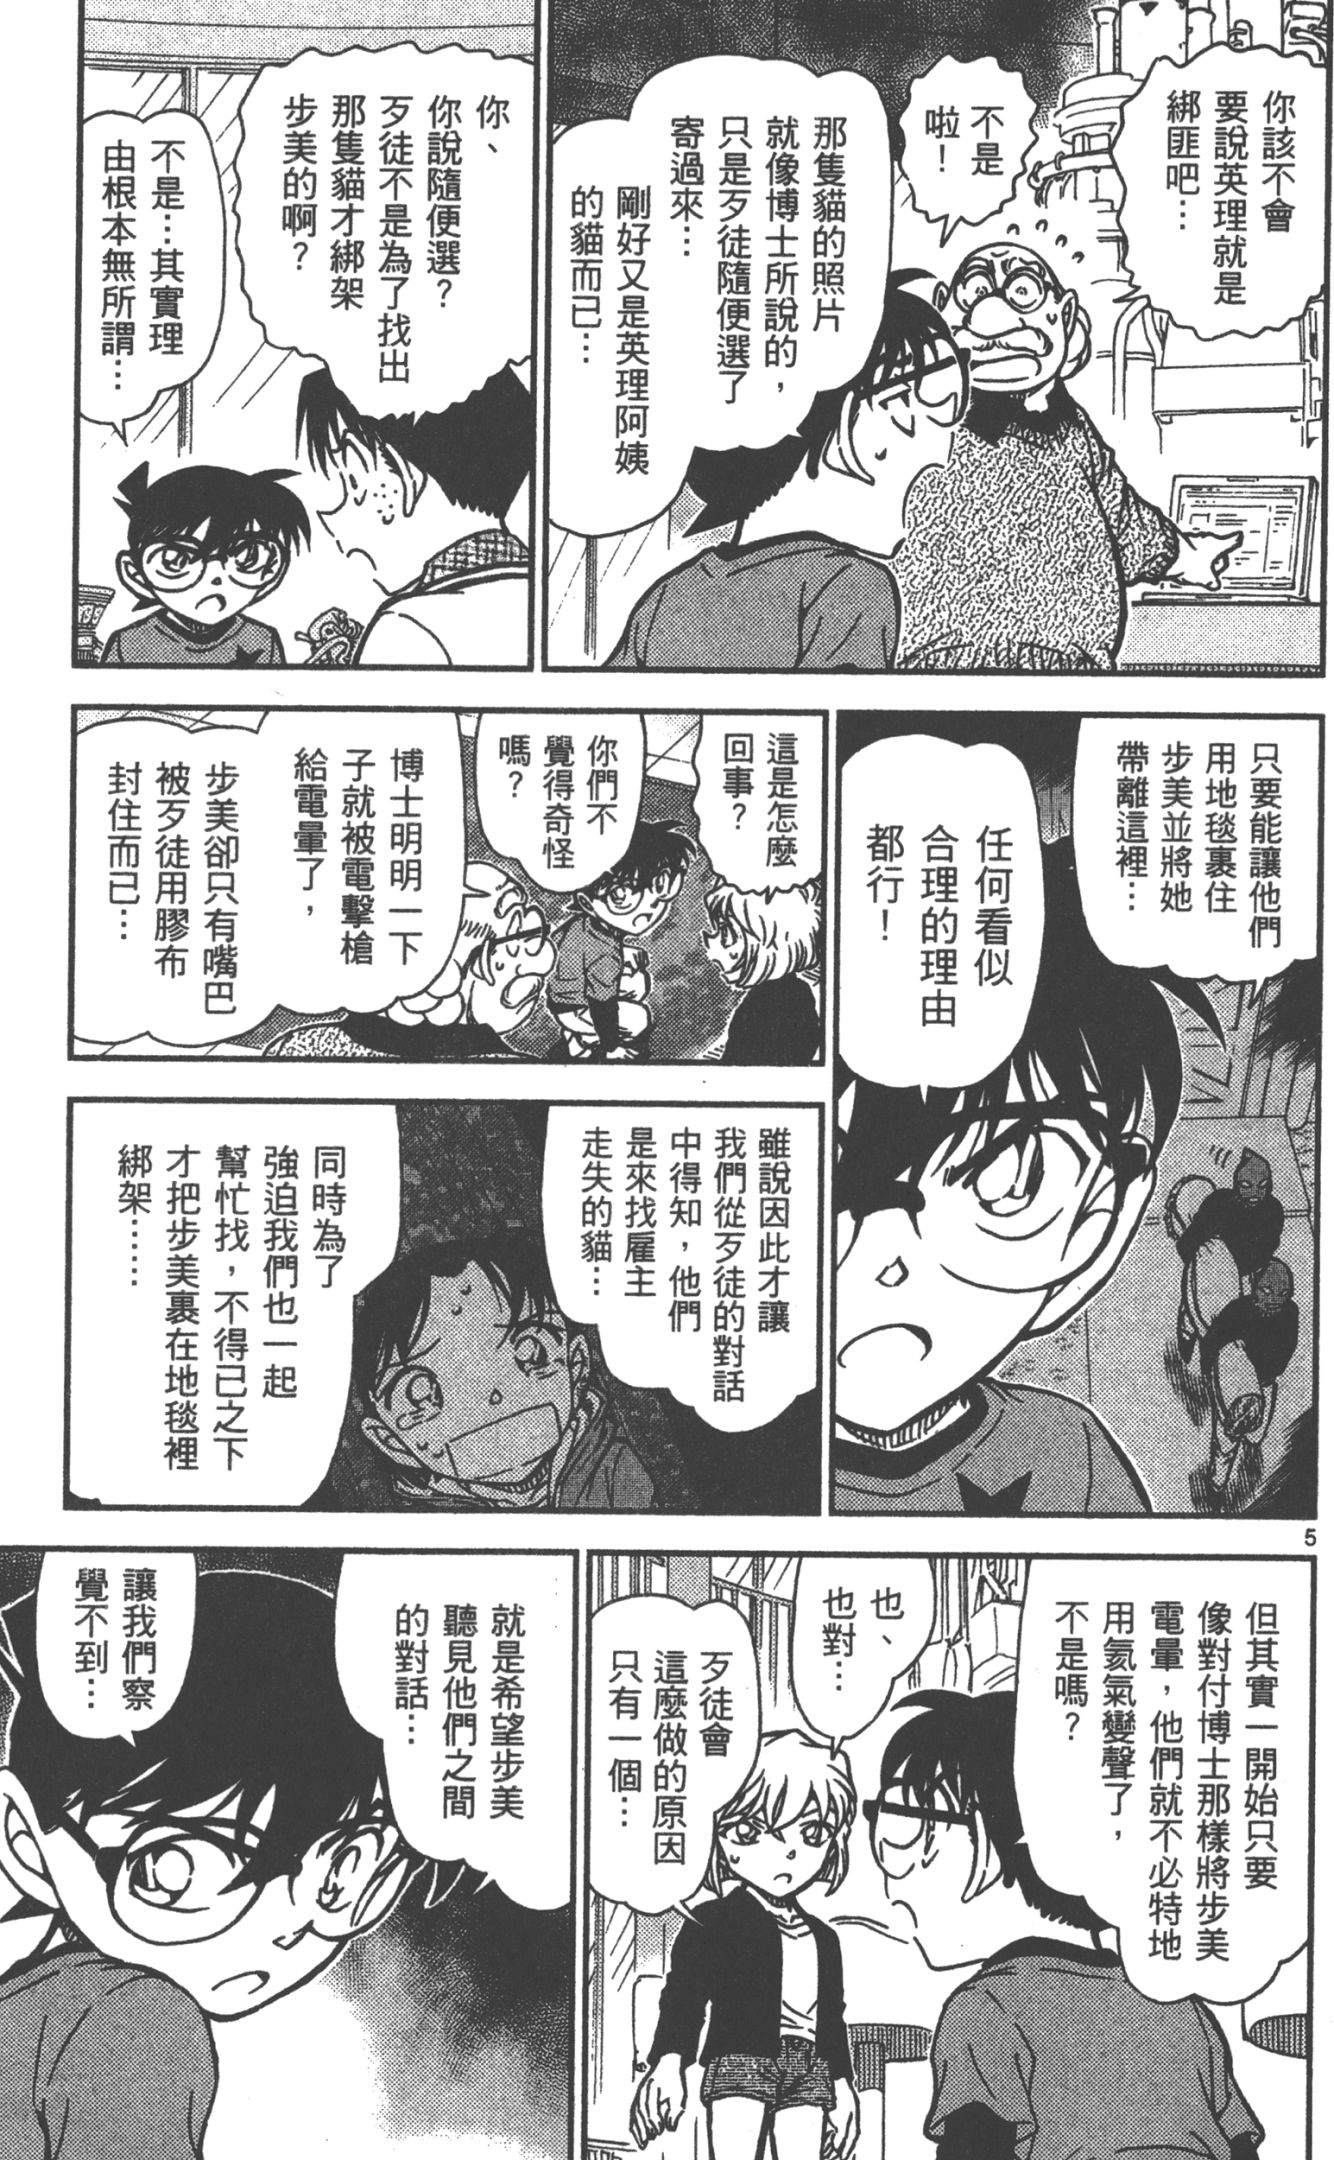 你該不會
要說英理就是
綁匪吧…
不是
啦！
那隻貓的照片
就像博士所說的，
只是歹徒隨便選了
寄過來…
剛好又是英理阿姨
的貓而已…
你、
你說隨便選？
歹徒不是為了找出
那隻貓才綁架
步美的啊？
不是…其實理
由根本無所謂…
只要能讓他們
用地毯裹住
步美並將她
帶離這裡…
任何看似
合理的理由
都行！
這是怎麼
回事？
你們不
覺得奇怪
嗎？
博士明明一下
子就被電擊槍
給電暈了，
步美卻只有嘴巴
被歹徒用膠布
封住而已…
雖說因此才讓
我們從歹徒的對話
中得知，他們
是來找雇主
走失的貓…
同時為了
強迫我們也一起
幫忙找，不得已之下
才把步美裹在地毯裡
綁架……
5
但其實一開始只要
像對付博士那樣將步美
電暈，他們就不必特地
用氦氣變聲了，
不是嗎？
也、
也對…
歹徒會
這麼做的原因
只有一個…
就是希望步美
聽見他們之間
的對話…
讓我們察
覺不到…